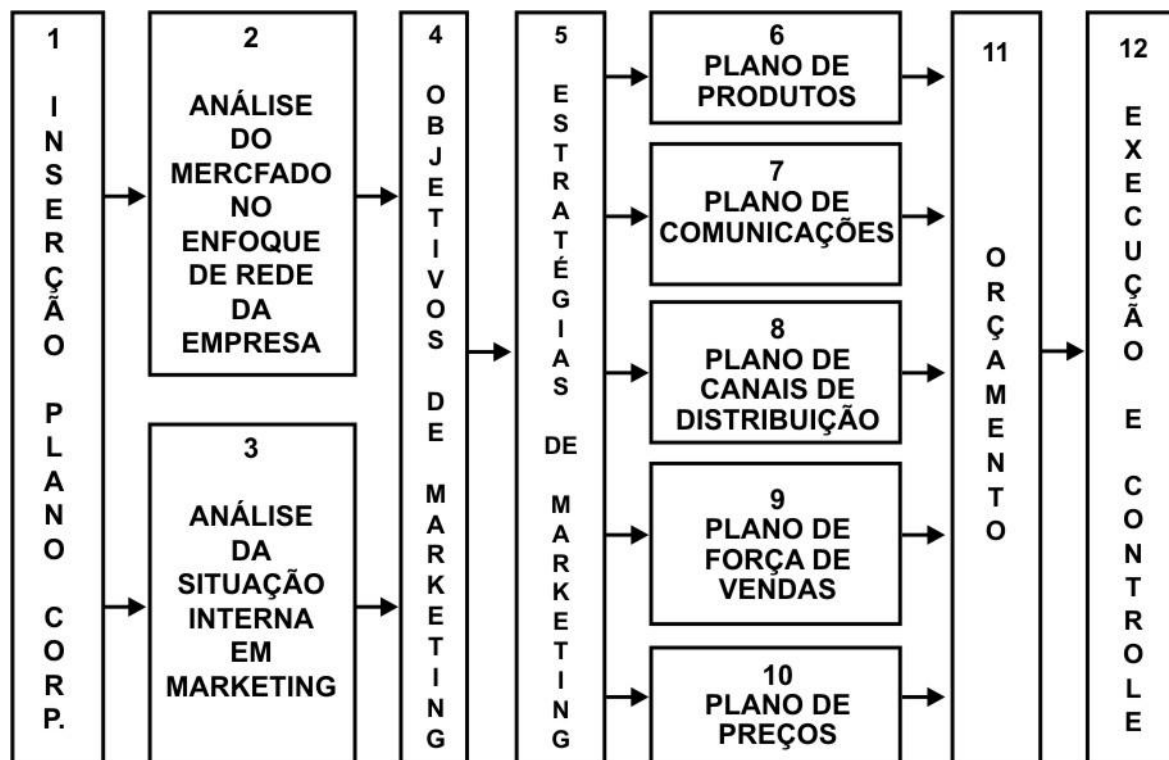 1
INSERÇÃO PLANO CORP.
2
ANÁLISE
DO
MERCFADO
NO
ENFOQUE
DE REDE
DA
EMPRESA
3
ANÁLISE
DA
SITUAÇÃO
INTERNA
EM
MARKETING
4
OBJETIVOS DE MARKETING
5
ESTRATÉGIAS DE MARKETING
6
PLANO DE
PRODUTOS
7
PLANO DE
COMUNICAÇÕES
8
PLANO DE
CANAIS DE
DISTRIBUIÇÃO
9
PLANO DE
FORÇA DE
VENDAS
10
PLANO DE
PREÇOS
11
ORÇAMENTO
12
EXECUÇÃO E CONTROLE